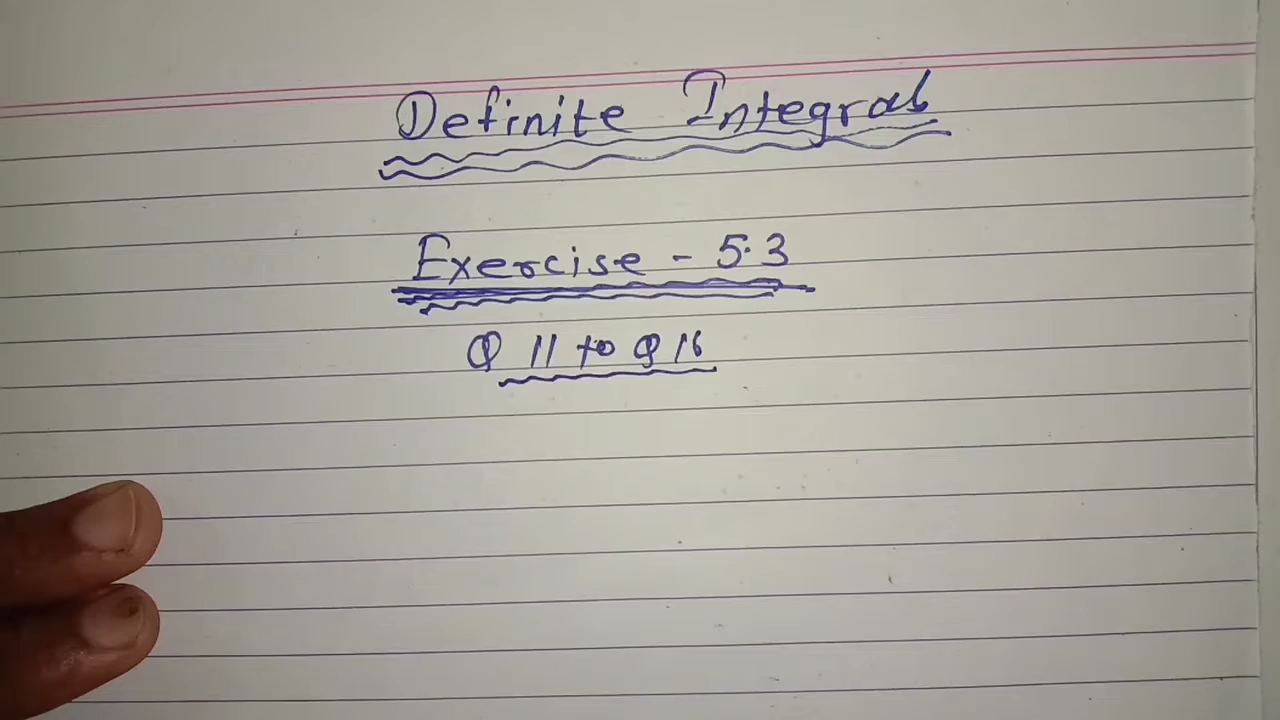 Definite Integral
Exercise - 5.3
Q 11 to Q 16